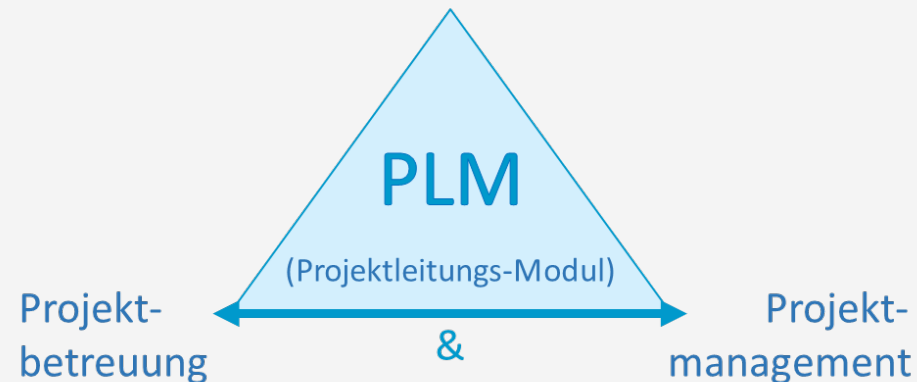 PLM
(Projektleitungs-Modul)
Projekt-
betreuung
&
Projekt-
management